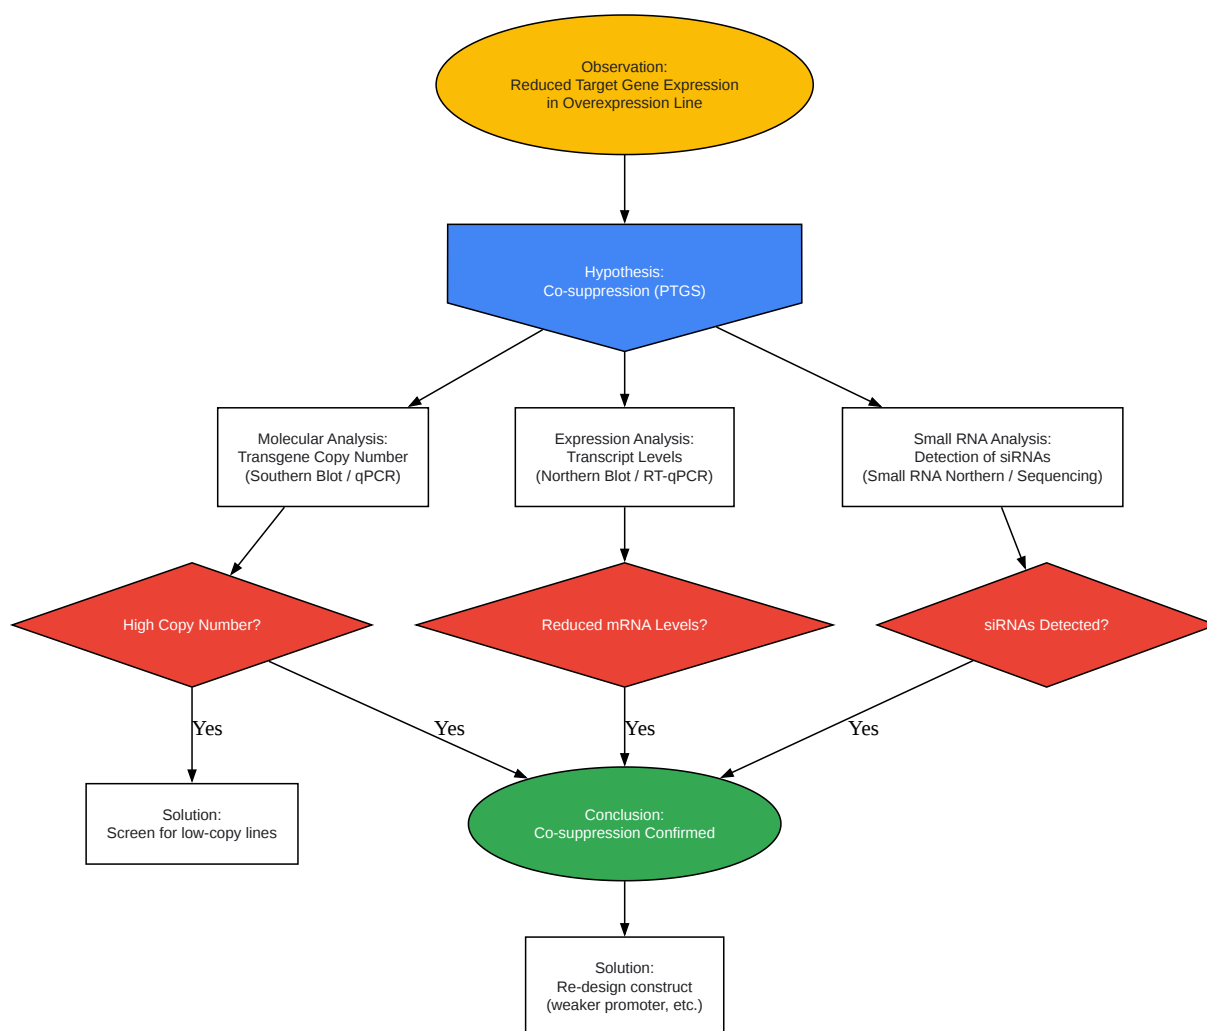 Observation:
Reduced Target Gene Expression
in Overexpression Line
Hypothesis:
Co-suppression (PTGS)
Molecular Analysis:
Transgene Copy Number
(Southern Blot / qPCR)
Expression Analysis:
Transcript Levels
(Northern Blot / RT-qPCR)
Small RNA Analysis:
Detection of siRNAs
(Small RNA Northern / Sequencing)
High Copy Number?
Reduced mRNA Levels?
siRNAs Detected?
Yes
Yes
Yes
Yes
Solution:
Screen for low-copy lines
Conclusion:
Co-suppression Confirmed
Solution:
Re-design construct
(weaker promoter, etc.)